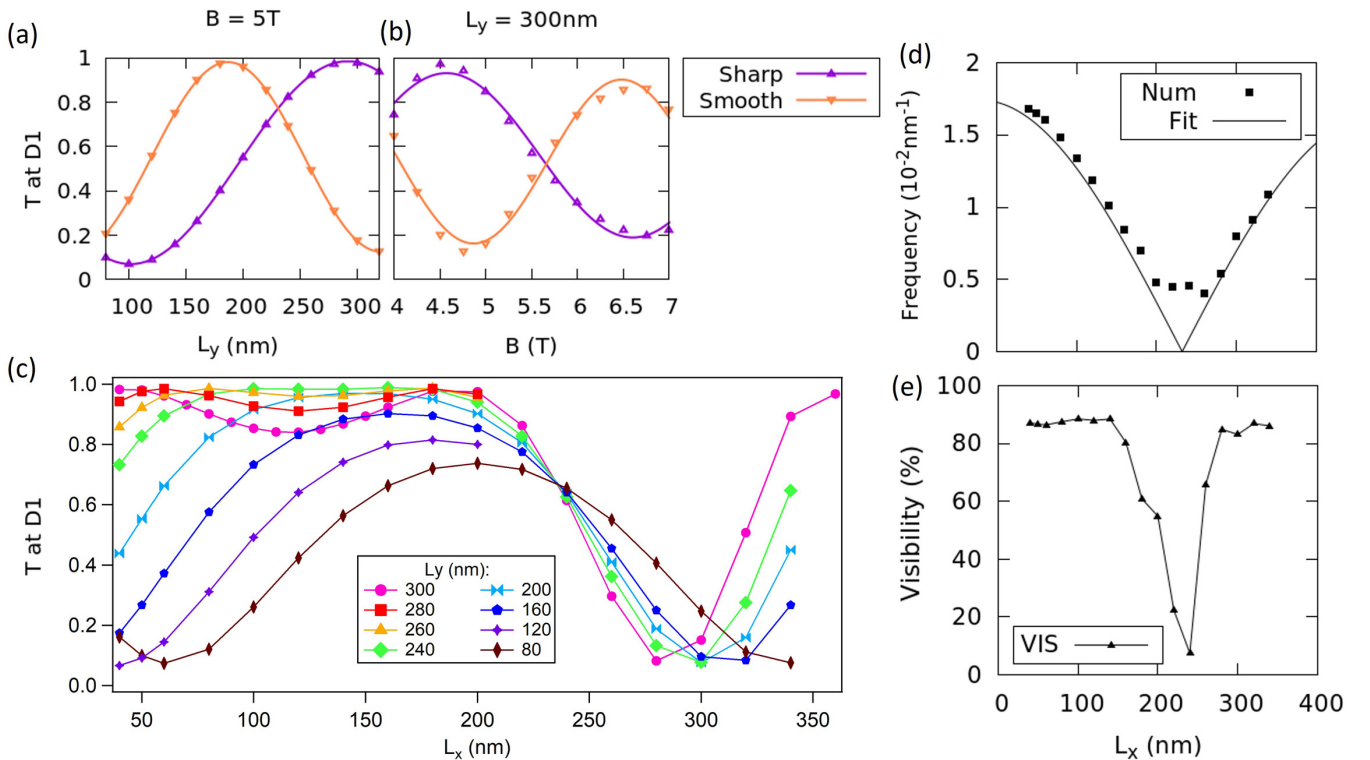 B = 5T
L_y = 300nm
(a)
(b)
Sharp
Smooth
T at D1
1
0.8
0.6
0.4
0.2
0
100 150 200 250 300
L_y (nm)
4 4.5 5 5.5 6 6.5 7
B (T)
(c)
T at D1
1.0
0.8
0.6
0.4
0.2
0.0
Ly (nm):
300 200
280 160
260 120
240 80
50 100 150 200 250 300 350
L_x (nm)
(d)
Frequency (10^-2nm^-1)
2
1.5
1
0.5
0
Num
Fit
(e)
Visibility (%)
100
80
60
40
20
0
VIS
0 100 200 300 400
L_x (nm)